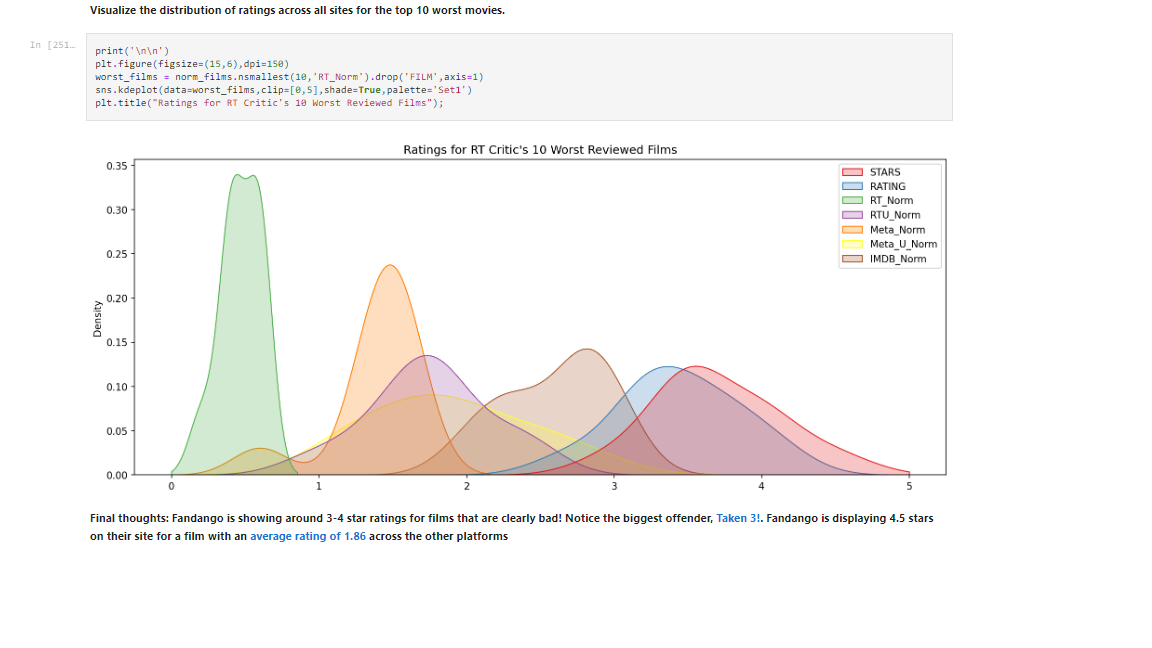 Visualize the distribution of ratings across all sites for the top 10 worst movies.
In [251…
print('\n\n')
plt.figure(figsize=(15,6),dpi=150)
worst_films = norm_films.nsmallest(10,'RT_Norm').drop('FILM',axis=1)
sns.kdeplot(data=worst_films,clip=[0,5],shade=True,palette='Set1')
plt.title("Ratings for RT Critic's 10 Worst Reviewed Films");
Ratings for RT Critic's 10 Worst Reviewed Films
STARS
RATING
RT_Norm
RTU_Norm
Meta_Norm
Meta_U_Norm
IMDB_Norm
Density
0.35
0.30
0.25
0.20
0.15
0.10
0.05
0.00
0 1 2 3 4 5
Final thoughts: Fandango is showing around 3-4 star ratings for films that are clearly bad! Notice the biggest offender, Taken 3!. Fandango is displaying 4.5 stars
on their site for a film with an average rating of 1.86 across the other platforms